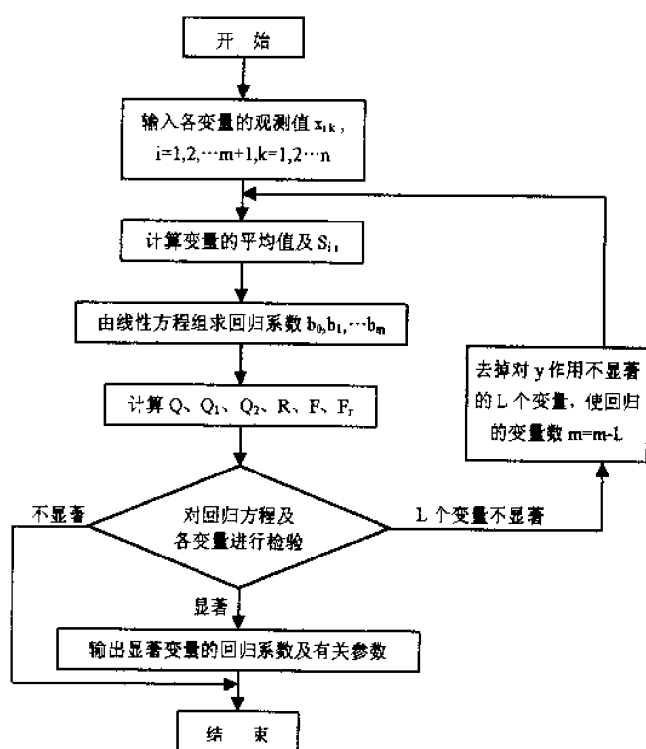 开 始
输入各变量的观测值 x_ik,
i=1,2,…m+1,k=1,2…n
计算变量的平均值及 S_it
由线性方程组求回归系数 b₀,b₁,…bₘ
计算 Q、Q₁、Q₂、R、F、Fᵣ
去掉对 y 作用不显著
的 L 个变量，使回归
的变量数 m=m-L
不显著
对回归方程及
各变量进行检验
L 个变量不显著
显著
输出显著变量的回归系数及有关参数
结 束